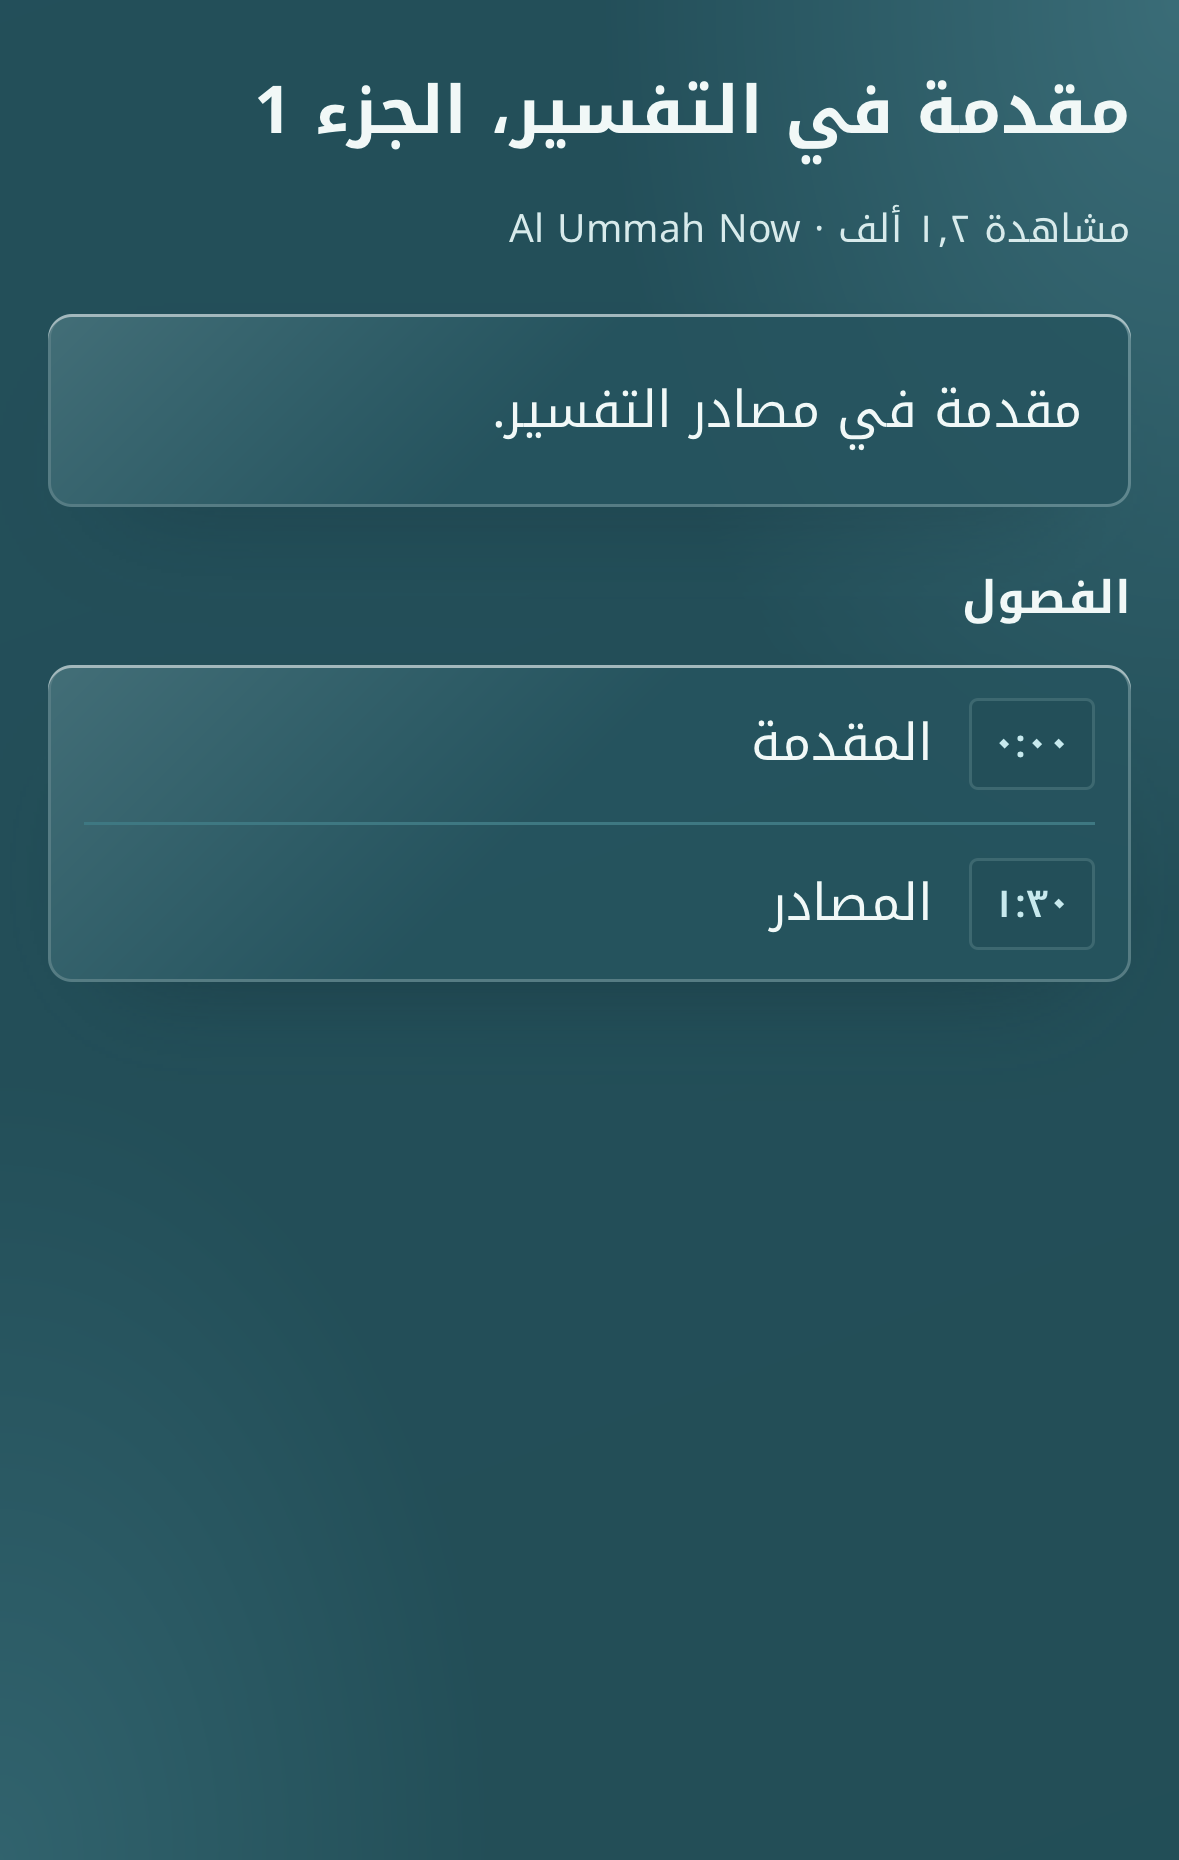 مقدمة في التفسير، الجزء 1
مشاهدة ١٫٢ ألف · Al Ummah Now
مقدمة في مصادر التفسير.
الفصول
٠:٠٠ المقدمة
١:٣٠ المصادر